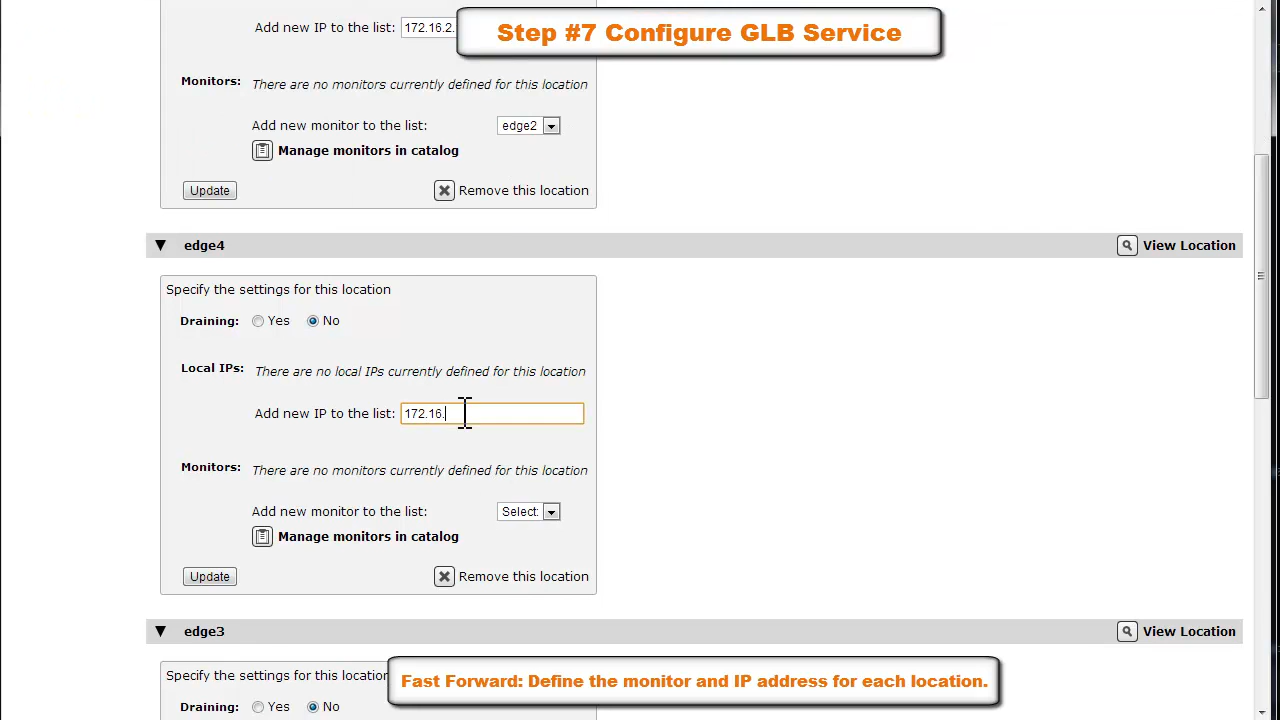 Step #7 Configure GLB Service
Add new IP to the list: 172.16.2.
Monitors: There are no monitors currently defined for this location
Add new monitor to the list: edge2
Manage monitors in catalog
Update Remove this location
edge4 View Location
Specify the settings for this location
Draining: Yes No
Local IPs: There are no local IPs currently defined for this location
Add new IP to the list: 172.16.
Monitors: There are no monitors currently defined for this location
Add new monitor to the list: Select:
Manage monitors in catalog
Update Remove this location
edge3 View Location
Specify the settings for this location
Fast Forward: Define the monitor and IP address for each location.
Draining: Yes No